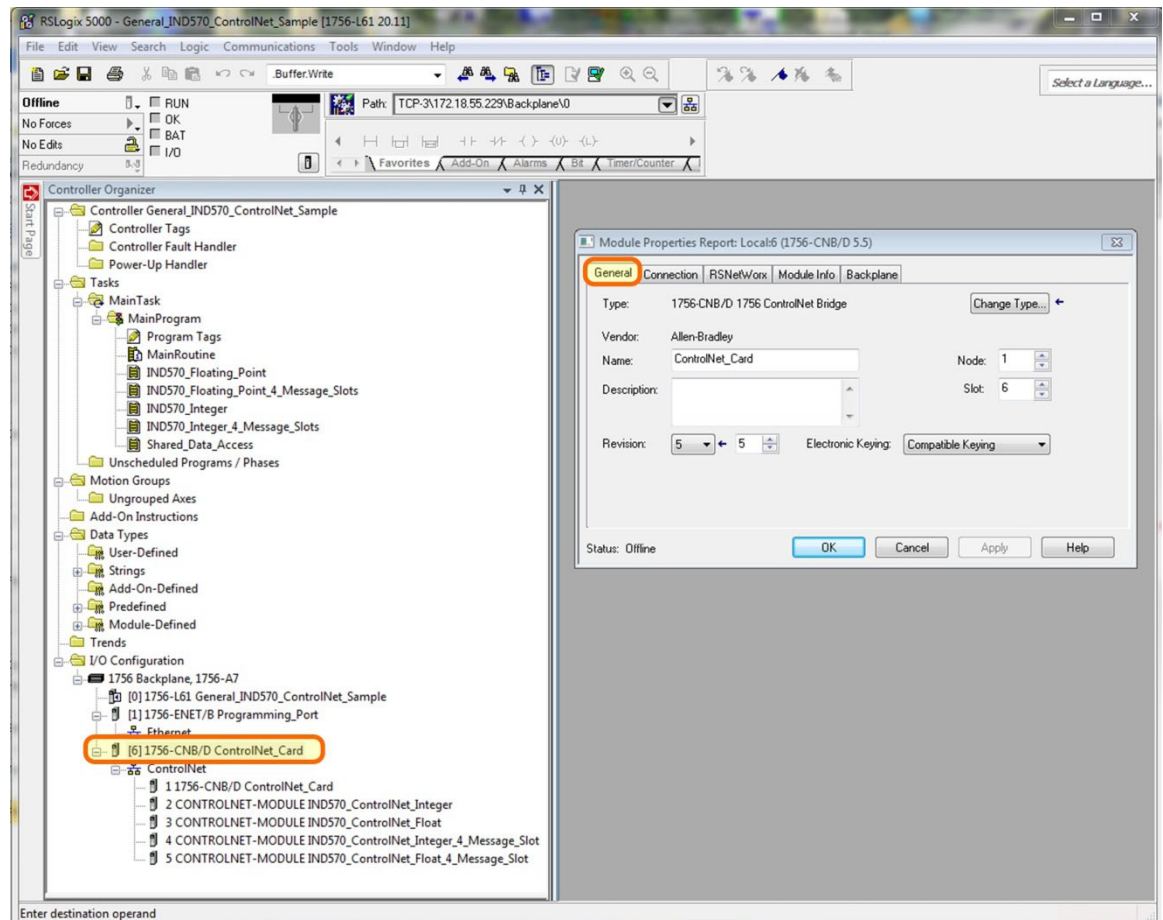 RSLogix 5000 - General_IND570_ControlNet_Sample [1756-L61 20.11]
File Edit View Search Logic Communications Tools Window Help
.Buffer.Write
Select a Language...
Offline
RUN
Path: TCP-3\172.18.55.229\Backplane\0
No Forces
OK
No Edits
BAT
Redundancy
I/O
Favorites Add-On Alarms Bit Timer/Counter
Start Page
Controller Organizer
Controller General_IND570_ControlNet_Sample
Controller Tags
Controller Fault Handler
Power-Up Handler
Tasks
MainTask
MainProgram
Program Tags
MainRoutine
IND570_Floating_Point
IND570_Floating_Point_4_Message_Slots
IND570_Integer
IND570_Integer_4_Message_Slots
Shared_Data_Access
Unscheduled Programs / Phases
Motion Groups
Ungrouped Axes
Add-On Instructions
Data Types
User-Defined
Strings
Add-On-Defined
Predefined
Module-Defined
Trends
I/O Configuration
1756 Backplane, 1756-A7
[0] 1756-L61 General_IND570_ControlNet_Sample
[1] 1756-ENET/B Programming_Port
Ethernet
[6] 1756-CNB/D ControlNet_Card
ControlNet
1 1756-CNB/D ControlNet_Card
2 CONTROLNET-MODULE IND570_ControlNet_Integer
3 CONTROLNET-MODULE IND570_ControlNet_Float
4 CONTROLNET-MODULE IND570_ControlNet_Integer_4_Message_Slot
5 CONTROLNET-MODULE IND570_ControlNet_Float_4_Message_Slot
Module Properties Report: Local:6 (1756-CNB/D 5.5)
General Connection RSNetWorx Module Info Backplane
Type: 1756-CNB/D 1756 ControlNet Bridge Change Type...
Vendor: Allen-Bradley
Name: ControlNet_Card Node: 1
Description: Slot: 6
Revision: 5 5 Electronic Keying: Compatible Keying
Status: Offline OK Cancel Apply Help
Enter destination operand